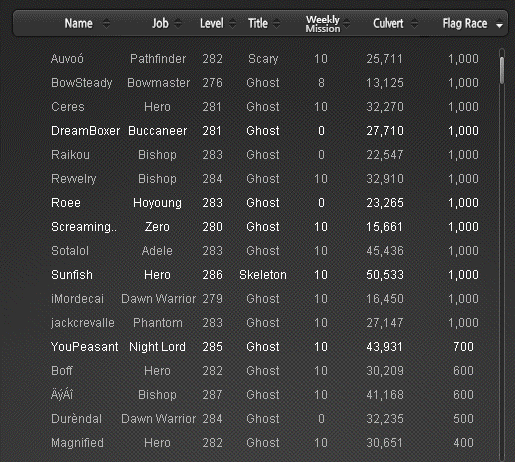 Name Job Level Title Weekly Mission Culvert Flag Race
Auvoó Pathfinder 282 Scary 10 25,711 1,000
BowSteady Bowmaster 276 Ghost 8 13,125 1,000
Ceres Hero 281 Ghost 10 32,270 1,000
DreamBoxer Buccaneer 281 Ghost 0 27,710 1,000
Raikou Bishop 283 Ghost 0 22,547 1,000
Revvelry Bishop 284 Ghost 10 32,910 1,000
Roee Hoyoung 283 Ghost 0 23,265 1,000
Screaming.. Zero 280 Ghost 10 15,661 1,000
Sotalol Adele 283 Ghost 10 45,436 1,000
Sunfish Hero 286 Skeleton 10 50,533 1,000
iMordecai Dawn Warrior 279 Ghost 10 16,450 1,000
jackcrevalle Phantom 283 Ghost 10 27,147 1,000
YouPeasant Night Lord 285 Ghost 10 43,931 700
Boff Hero 282 Ghost 10 30,209 600
ÄýÁî Bishop 287 Ghost 10 41,168 600
Durèndal Dawn Warrior 284 Ghost 0 32,235 500
Magnified Hero 282 Ghost 10 30,651 400